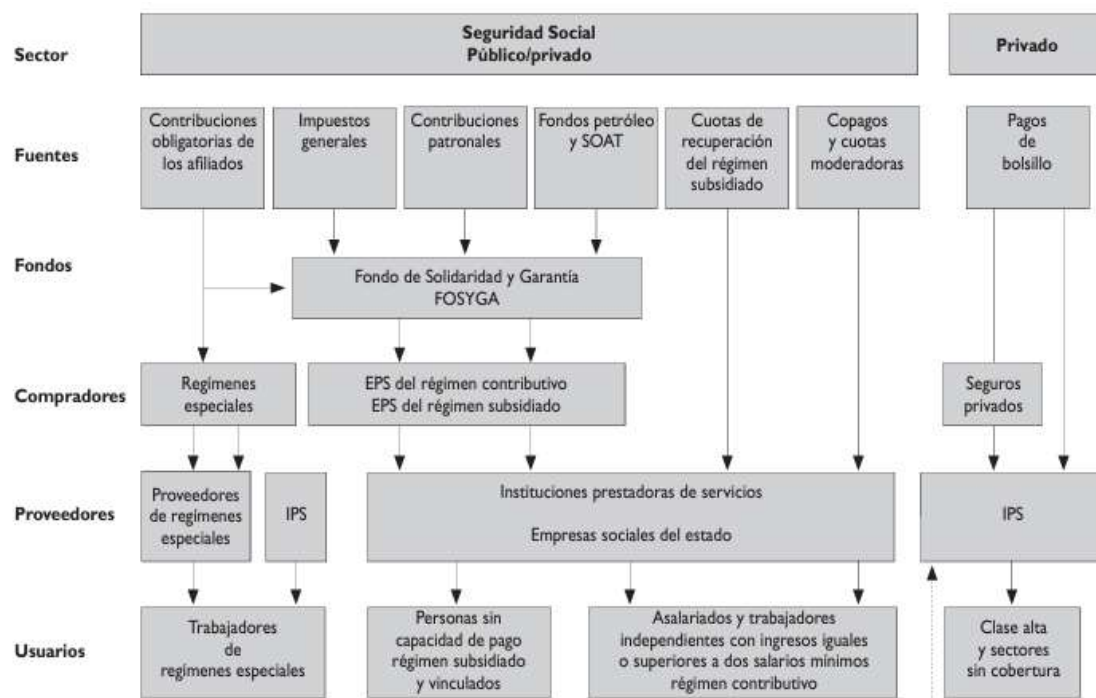 Sector
Seguridad Social
Público/privado
Privado
Fuentes
Contribuciones
obligatorias de
los afiliados
Impuestos
generales
Contribuciones
patronales
Fondos petróleo
y SOAT
Cuotas de
recuperación
del régimen
subsidiado
Copagos
y cuotas
moderadoras
Pagos
de
bolsillo
Fondos
Fondo de Solidaridad y Garantía
FOSYGA
Compradores
Regímenes
especiales
EPS del régimen contributivo
EPS del régimen subsidiado
Seguros
privados
Proveedores
Proveedores
de regímenes
especiales
IPS
Instituciones prestadoras de servicios
Empresas sociales del estado
IPS
Usuarios
Trabajadores
de
regímenes especiales
Personas sin
capacidad de pago
régimen subsidiado
y vinculados
Asalariados y trabajadores
independientes con ingresos iguales
o superiores a dos salarios mínimos
régimen contributivo
Clase alta
y sectores
sin cobertura